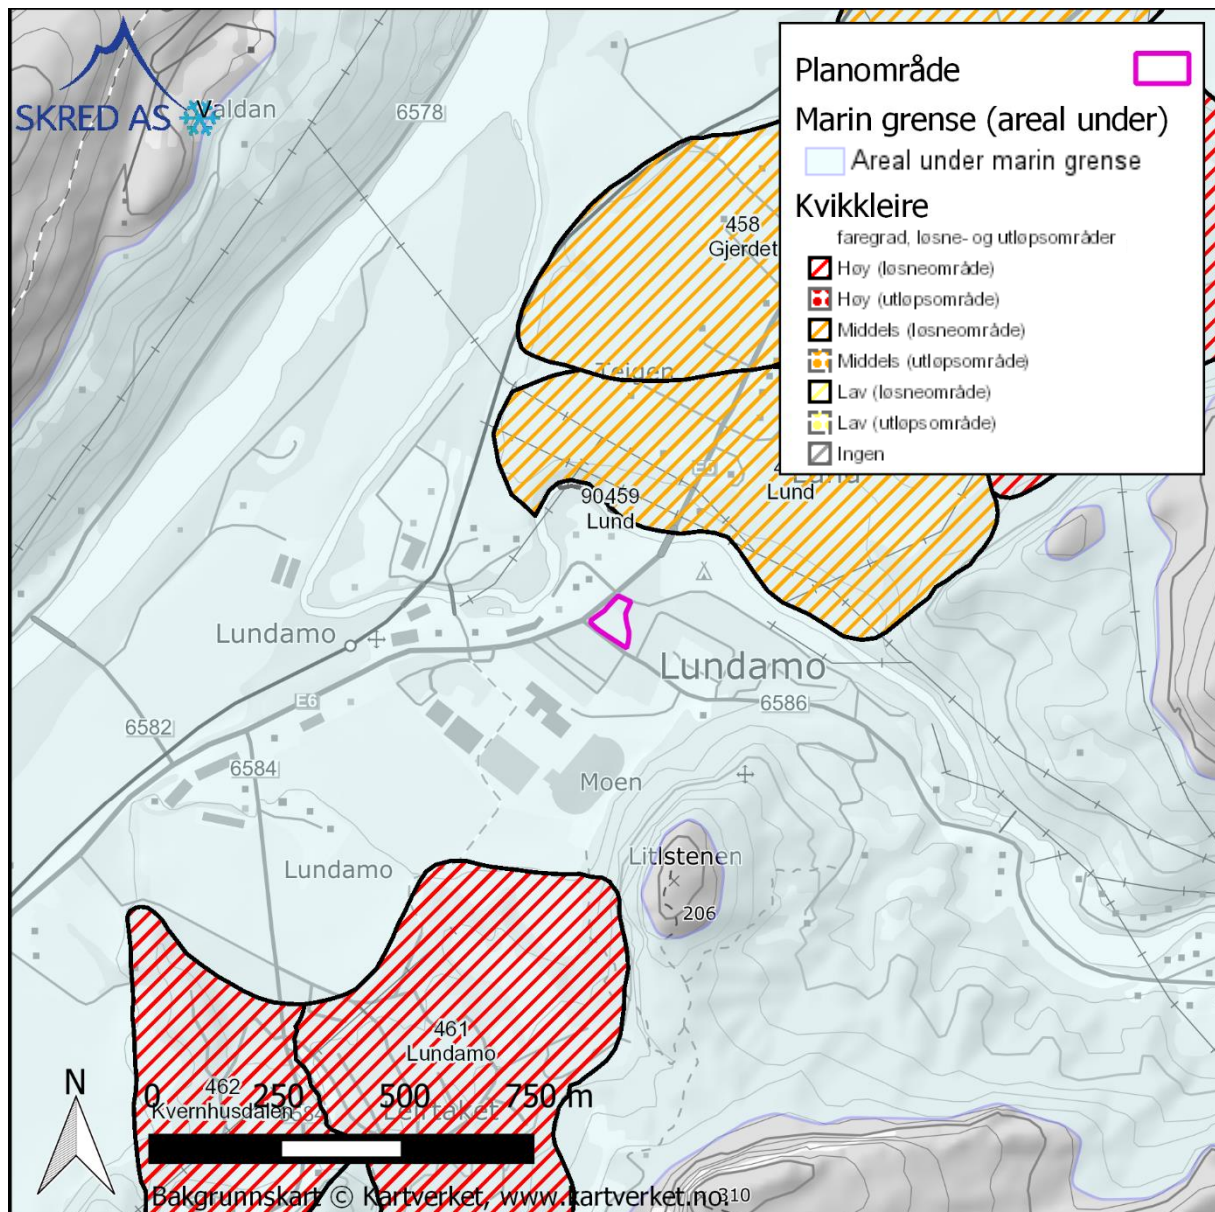 SKRED AS
Valdan
6578
Planområde
Marin grense (areal under)
Areal under marin grense
Kvikkleire
faregrad, løsne- og utløpsområder
Høy (løsneområde)
Høy (utløpsområde)
Middels (løsneområde)
Middels (utløpsområde)
Lav (løsneområde)
Lav (utløpsområde)
Ingen
458
Gjerdet
Teigen
E6
Lund
Lund
90459
Lund
Lundamo
Lundamo
E6
6586
6582
6584
Moen
Lundamo
Litlstenen
206
461
Lundamo
462
Kvernhusdalen
Leirtaket
N
0 250 500 750 m
Bakgrunnskart © Kartverket, www.kartverket.no.
310